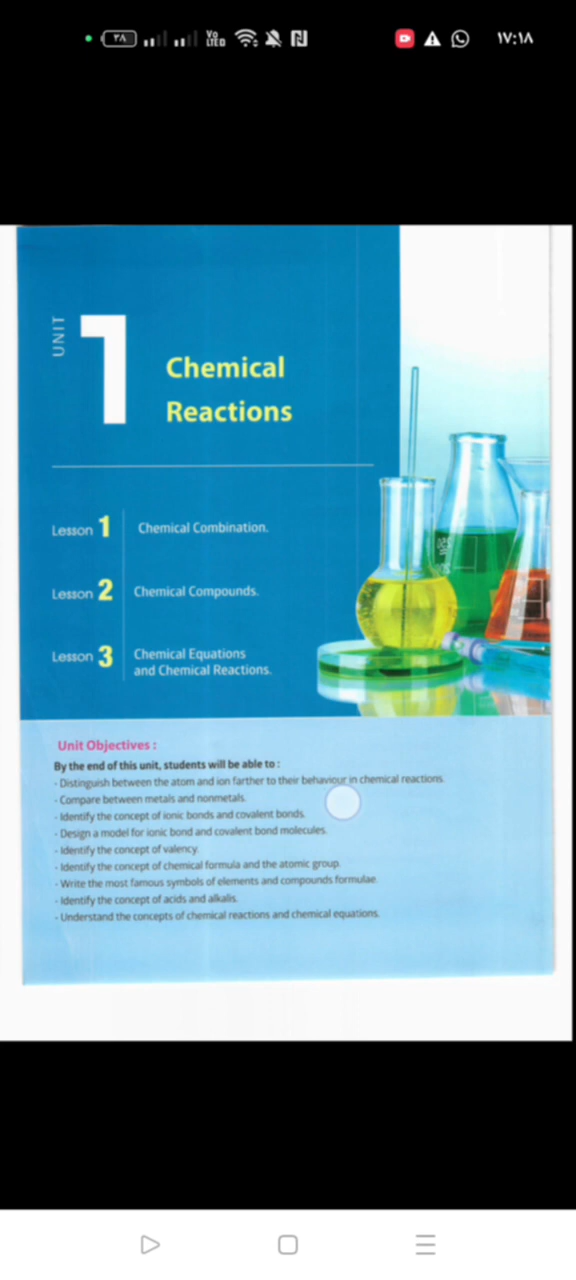 ٣٨
Vo
LTED
١٧:١٨
UNIT
1
Chemical
Reactions
Lesson 1 Chemical Combination.
Lesson 2 Chemical Compounds.
Lesson 3 Chemical Equations
and Chemical Reactions.
Unit Objectives :
By the end of this unit, students will be able to :
- Distinguish between the atom and ion farther to their behaviour in chemical reactions.
- Compare between metals and nonmetals.
- Identify the concept of ionic bonds and covalent bonds.
- Design a model for ionic bond and covalent bond molecules.
- Identify the concept of valency.
- Identify the concept of chemical formula and the atomic group.
- Write the most famous symbols of elements and compounds formulae.
- Identify the concept of acids and alkalis.
- Understand the concepts of chemical reactions and chemical equations.